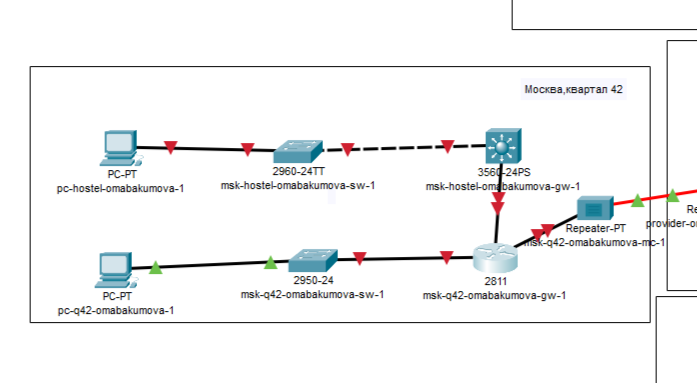 Москва,квартал 42
PC-PT
pc-hostel-omabakumova-1
2960-24TT
msk-hostel-omabakumova-sw-1
3560-24PS
msk-hostel-omabakumova-gw-1
Repeater-PT
msk-q42-omabakumova-mc-1
Re
provider-o
PC-PT
pc-q42-omabakumova-1
2950-24
msk-q42-omabakumova-sw-1
2811
msk-q42-omabakumova-gw-1